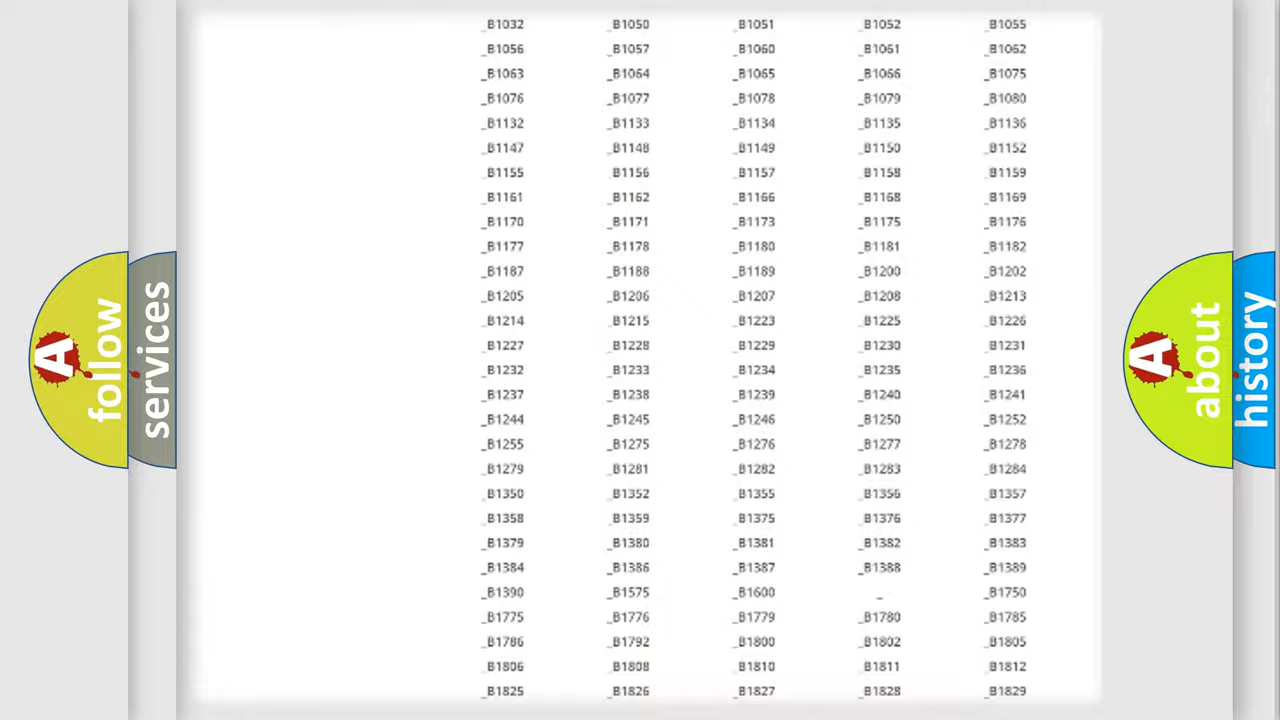 _B1032 _B1050 _B1051 _B1052 _B1055
_B1056 _B1057 _B1060 _B1061 _B1062
_B1063 _B1064 _B1065 _B1066 _B1075
_B1076 _B1077 _B1078 _B1079 _B1080
_B1132 _B1133 _B1134 _B1135 _B1136
_B1147 _B1148 _B1149 _B1150 _B1152
_B1155 _B1156 _B1157 _B1158 _B1159
_B1161 _B1162 _B1166 _B1168 _B1169
_B1170 _B1171 _B1173 _B1175 _B1176
_B1177 _B1178 _B1180 _B1181 _B1182
_B1187 _B1188 _B1189 _B1200 _B1202
_B1205 _B1206 _B1207 _B1208 _B1213
_B1214 _B1215 _B1223 _B1225 _B1226
_B1227 _B1228 _B1229 _B1230 _B1231
_B1232 _B1233 _B1234 _B1235 _B1236
_B1237 _B1238 _B1239 _B1240 _B1241
_B1244 _B1245 _B1246 _B1250 _B1252
_B1255 _B1275 _B1276 _B1277 _B1278
_B1279 _B1281 _B1282 _B1283 _B1284
_B1350 _B1352 _B1355 _B1356 _B1357
_B1358 _B1359 _B1375 _B1376 _B1377
_B1379 _B1380 _B1381 _B1382 _B1383
_B1384 _B1386 _B1387 _B1388 _B1389
_B1390 _B1575 _B1600 _ _B1750
_B1775 _B1776 _B1779 _B1780 _B1785
_B1786 _B1792 _B1800 _B1802 _B1805
_B1806 _B1808 _B1810 _B1811 _B1812
_B1825 _B1826 _B1827 _B1828 _B1829
A follow
services
A about
history